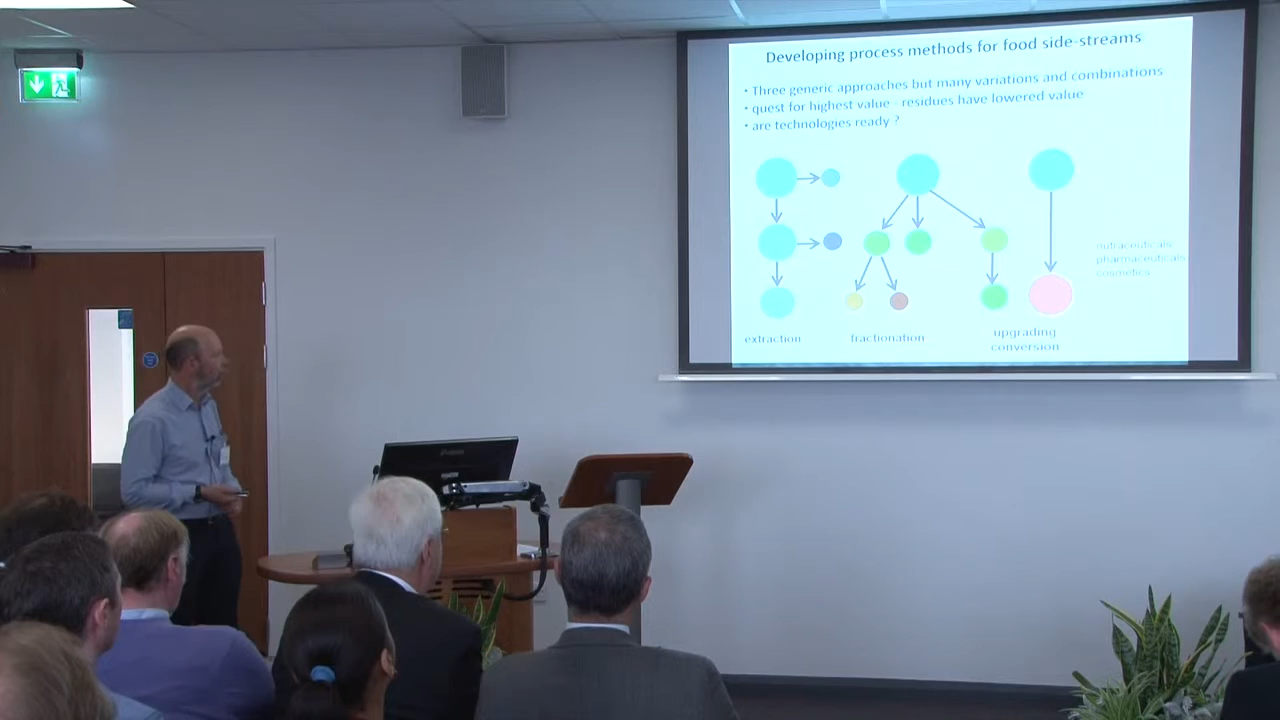 Developing process methods for food side-streams
• Three generic approaches but many variations and combinations
• quest for highest value - residues have lowered value
• are technologies ready ?
nutraceuticals
pharmaceuticals
cosmetics
extraction
fractionation
upgrading
conversion